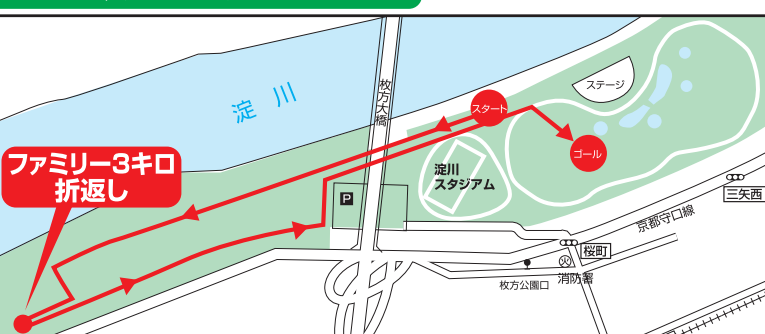 淀川
枚方大橋
ステージ
スタート
ゴール
ファミリー3キロ
折返し
淀川
スタジアム
P
三矢西
京都守口線
桜町
火
消防署
枚方公園口